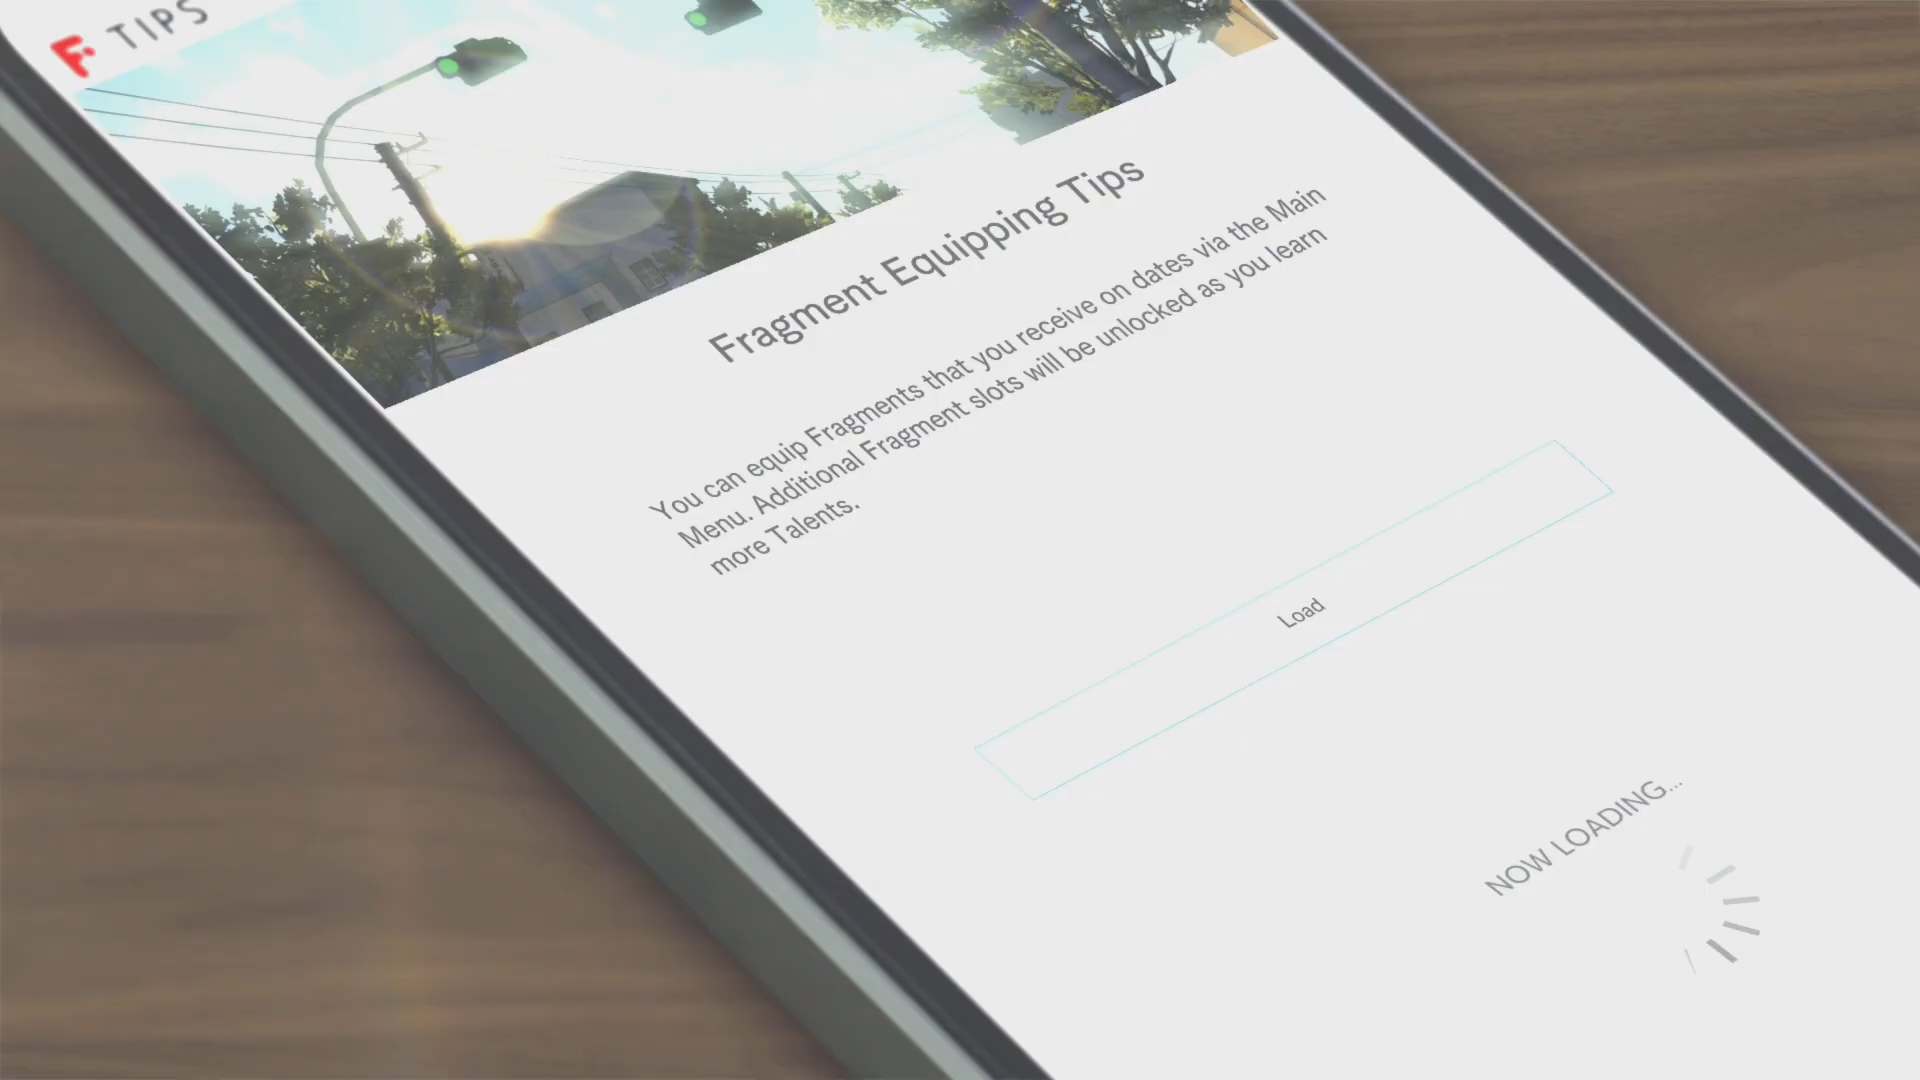 TIPS
Fragment Equipping Tips
You can equip Fragments that you receive on dates via the Main
Menu. Additional Fragment slots will be unlocked as you learn
more Talents.
Load
NOW LOADING...